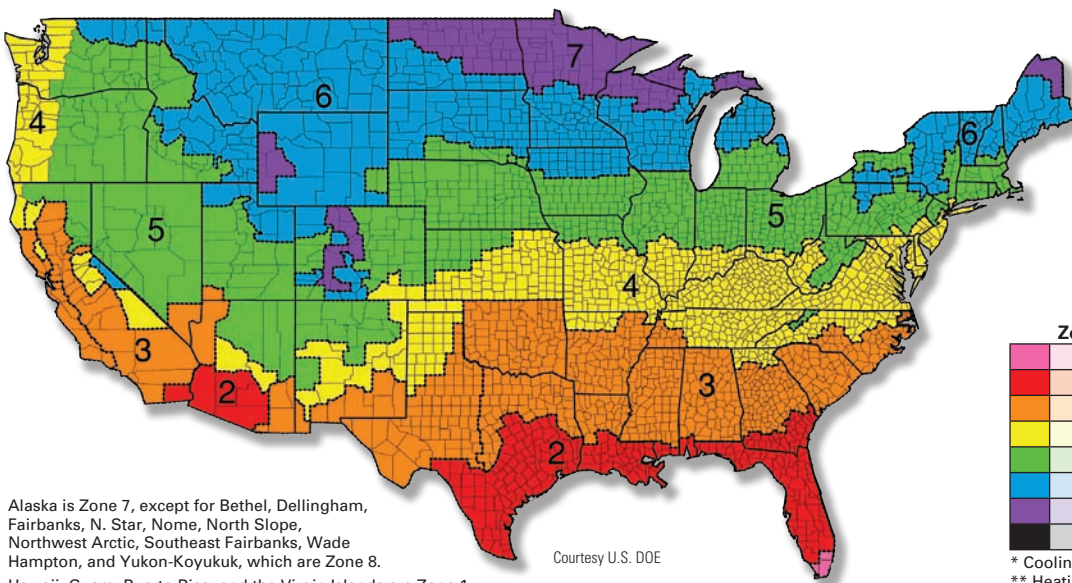 7
6
4
6
5
5
4
3
3
2
2
Alaska is Zone 7, except for Bethel, Dellingham,
Fairbanks, N. Star, Nome, North Slope,
Northwest Arctic, Southeast Fairbanks, Wade
Hampton, and Yukon-Koyukuk, which are Zone 8.
Courtesy U.S. DOE
* Coolin